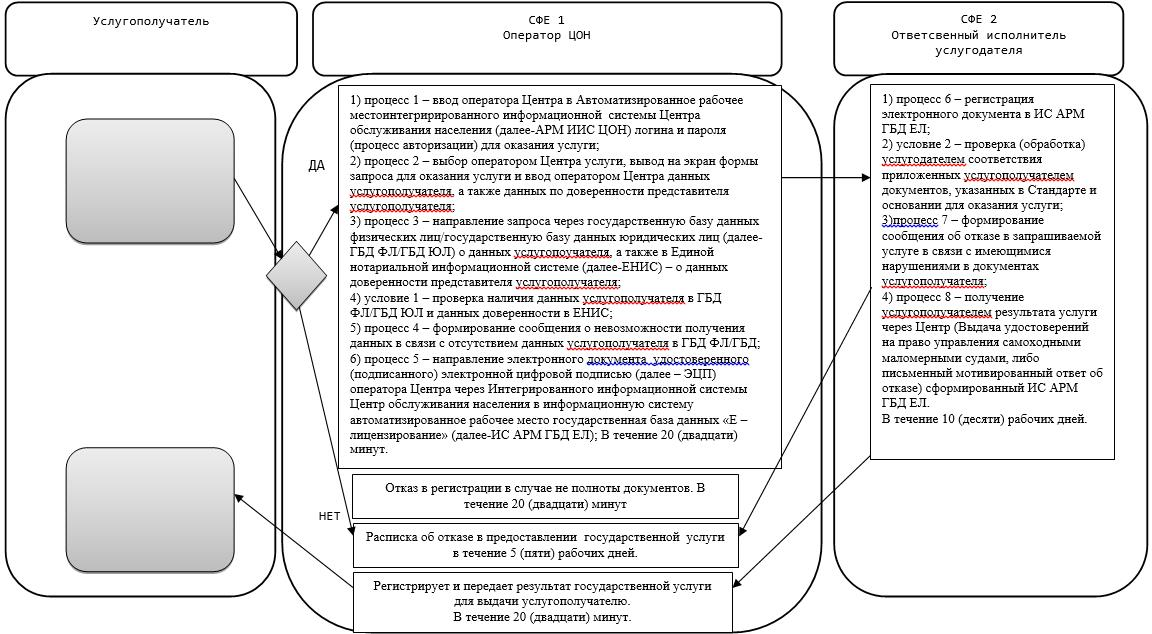 Услугополучатель
СФЕ 1
Оператор ЦОН
СФЕ 2
Ответсвенный исполнитель
услугодателя
ДА
1) процесс 1 – ввод оператора Центра в Автоматизированное рабочее
местоинтегрирированного информационной системы Центра
обслуживания населения (далее-АРМ ИИС ЦОН) логина и пароля
(процесс авторизации) для оказания услуги;
2) процесс 2 – выбор оператором Центра услуги, вывод на экран формы
запроса для оказания услуги и ввод оператором Центра данных
услугополучателя, а также данных по доверенности представителя
услугополучателя;
3) процесс 3 – направление запроса через государственную базу данных
физических лиц/государственную базу данных юридических лиц (далее-
ГБД ФЛ/ГБД ЮЛ) о данных услугопоучателя, а также в Единой
нотариальной информационной системе (далее-ЕНИС) – о данных
доверенности представителя услугополучателя;
4) условие 1 – проверка наличия данных услугополучателя в ГБД
ФЛ/ГБД ЮЛ и данных доверенности в ЕНИС;
5) процесс 4 – формирование сообщения о невозможности получения
данных в связи с отсутствием данных услугополучателя в ГБД ФЛ/ГБД;
6) процесс 5 – направление электронного документа удостоверенного
(подписанного) электронной цифровой подписью (далее – ЭЦП)
оператора Центра через Интегрированного информационной системы
Центр обслуживания населения в информационную систему
автоматизированное рабочее место государственная база данных «Е –
лицензирование» (далее-ИС АРМ ГБД ЕЛ); В течение 20 (двадцати)
минут.
НЕТ
Отказ в регистрации в случае не полноты документов. В
течение 20 (двадцати) минут
Расписка об отказе в предоставлении государственной услуги
в течение 5 (пяти) рабочих дней.
Регистрирует и передает результат государственной услуги
для выдачи услугополучателю.
В течение 20 (двадцати) минут.
1) процесс 6 – регистрация
электронного документа в ИС АРМ
ГБД ЕЛ;
2) условие 2 – проверка (обработка)
услугодателем соответствия
приложенных услугополучателем
документов, указанных в Стандарте и
основании для оказания услуги;
3)процесс 7 – формирование
сообщения об отказе в запрашиваемой
услуге в связи с имеющимися
нарушениями в документах
услугополучателя;
4) процесс 8 – получение
услугополучателем результата услуги
через Центр (Выдача удостоверений
на право управления самоходными
маломерными судами, либо
письменный мотивированный ответ об
отказе) сформированный ИС АРМ
ГБД ЕЛ.
В течение 10 (десяти) рабочих дней.